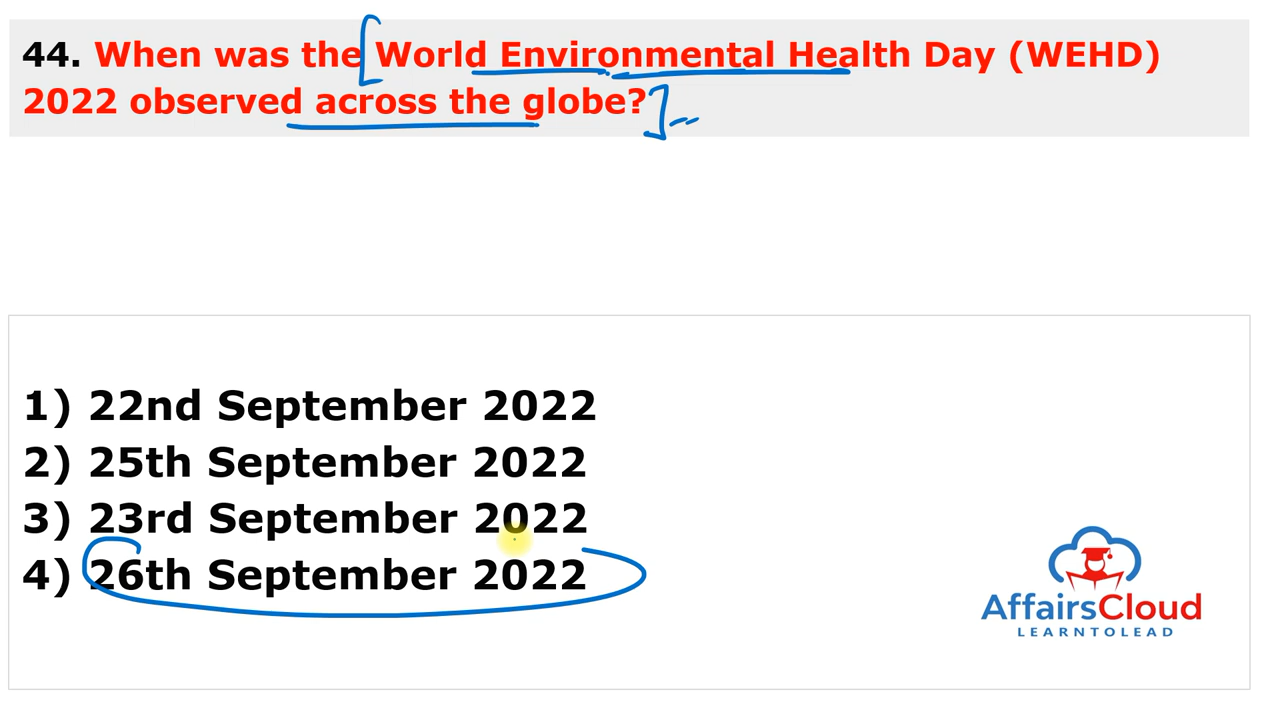 44. When was the World Environmental Health Day (WEHD)
2022 observed across the globe?
1) 22nd September 2022
2) 25th September 2022
3) 23rd September 2022
4) 26th September 2022
AffairsCloud
LEARNTOLEAD